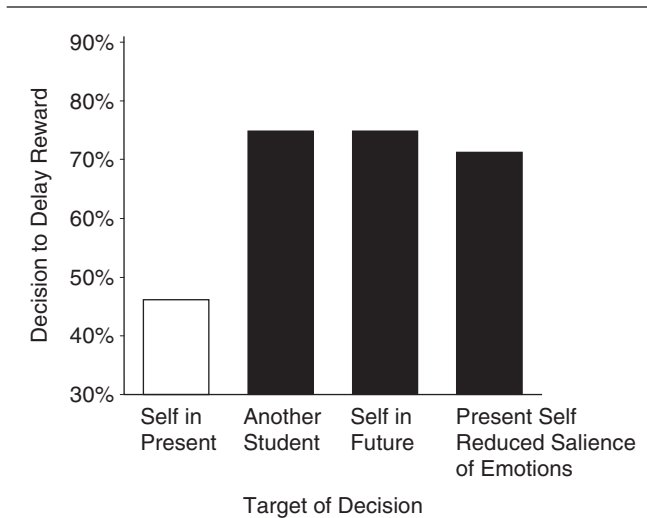 Decision to Delay Reward
90%
80%
70%
60%
50%
40%
30%
Self in
Present
Another
Student
Self in
Future
Present Self
Reduced Salience
of Emotions
Target of Decision